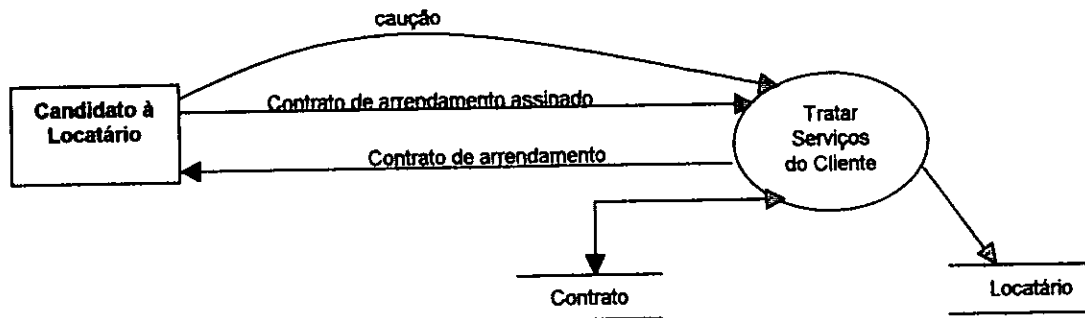 caução
Candidato à
Locatário
Contrato de arrendamento assinado
Contrato de arrendamento
Tratar
Serviços
do Cliente
Contrato
Locatário